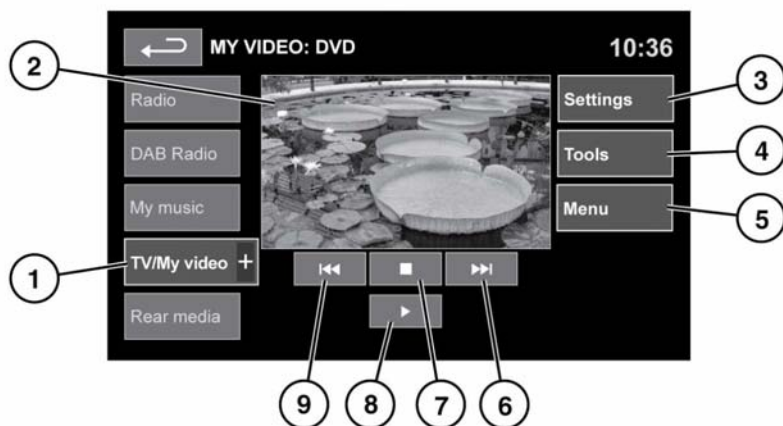 MY VIDEO: DVD 10:36
2
3
Radio
Settings
DAB Radio
Tools
4
My music
Menu
5
1
TV/My video +
Rear media
9 8 7 6